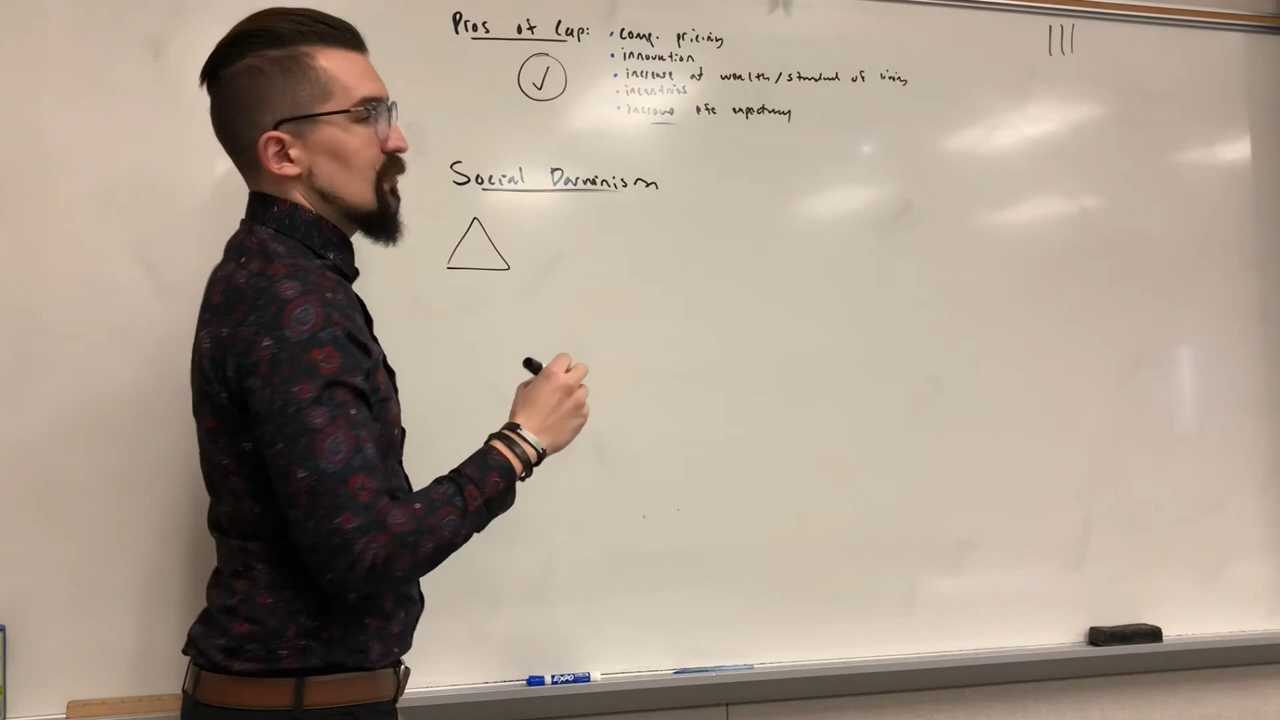 Pros of Cap: • comp. pricing
• innovation
• increase of wealth/standard of living
• incentives
• increase life expectancy
Social Darwinism
EXPO